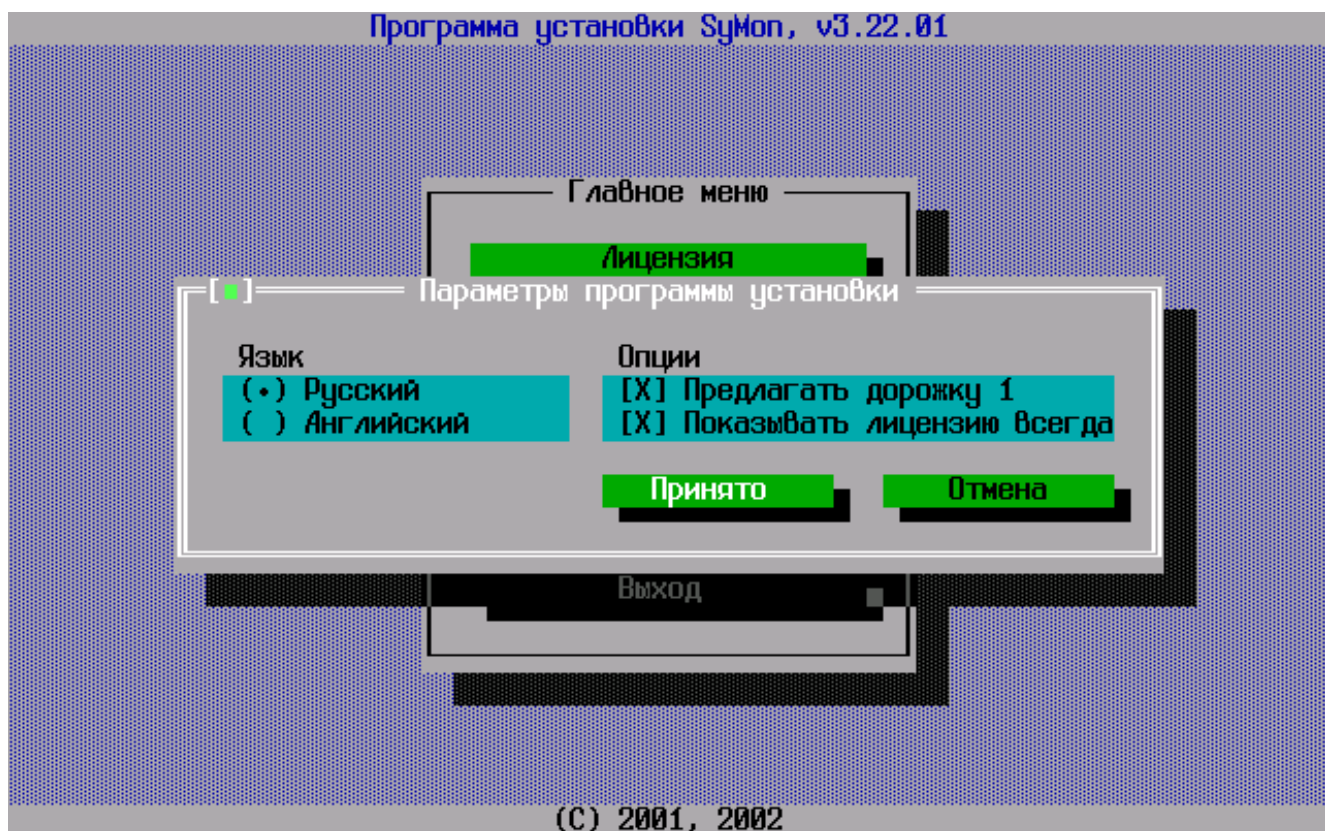 Программа установки SyMon, v3.22.01
Главное меню
Лицензия
[■] Параметры программы установки
Язык
(•) Русский
( ) Английский
Опции
[X] Предлагать дорожку 1
[X] Показывать лицензию всегда
Принято Отмена
Выход
(C) 2001, 2002